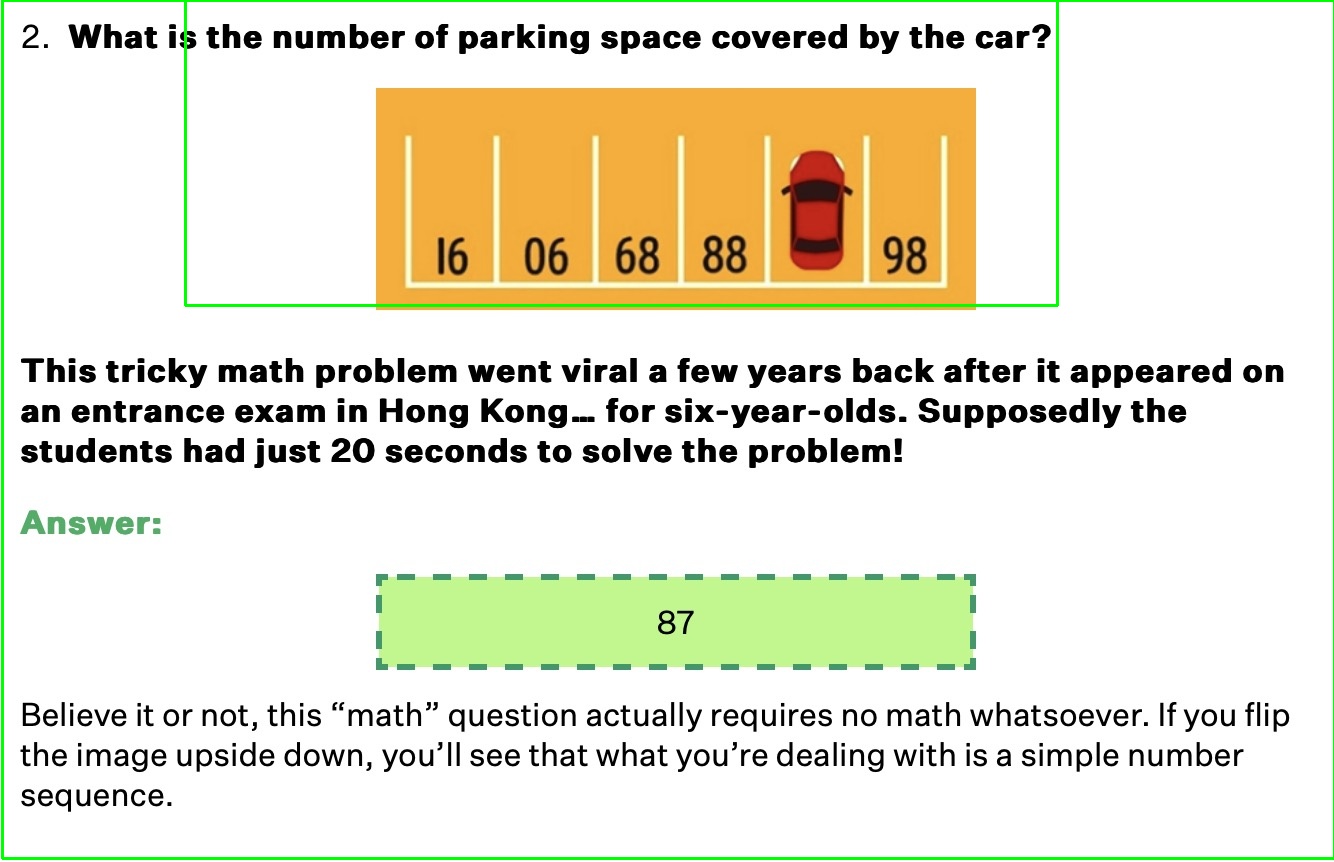 2. What is the number of parking space covered by the car?
16 06 68 88 98
This tricky math problem went viral a few years back after it appeared on
an entrance exam in Hong Kong… for six-year-olds. Supposedly the
students had just 20 seconds to solve the problem!
Answer:
87
Believe it or not, this “math” question actually requires no math whatsoever. If you flip
the image upside down, you’ll see that what you’re dealing with is a simple number
sequence.